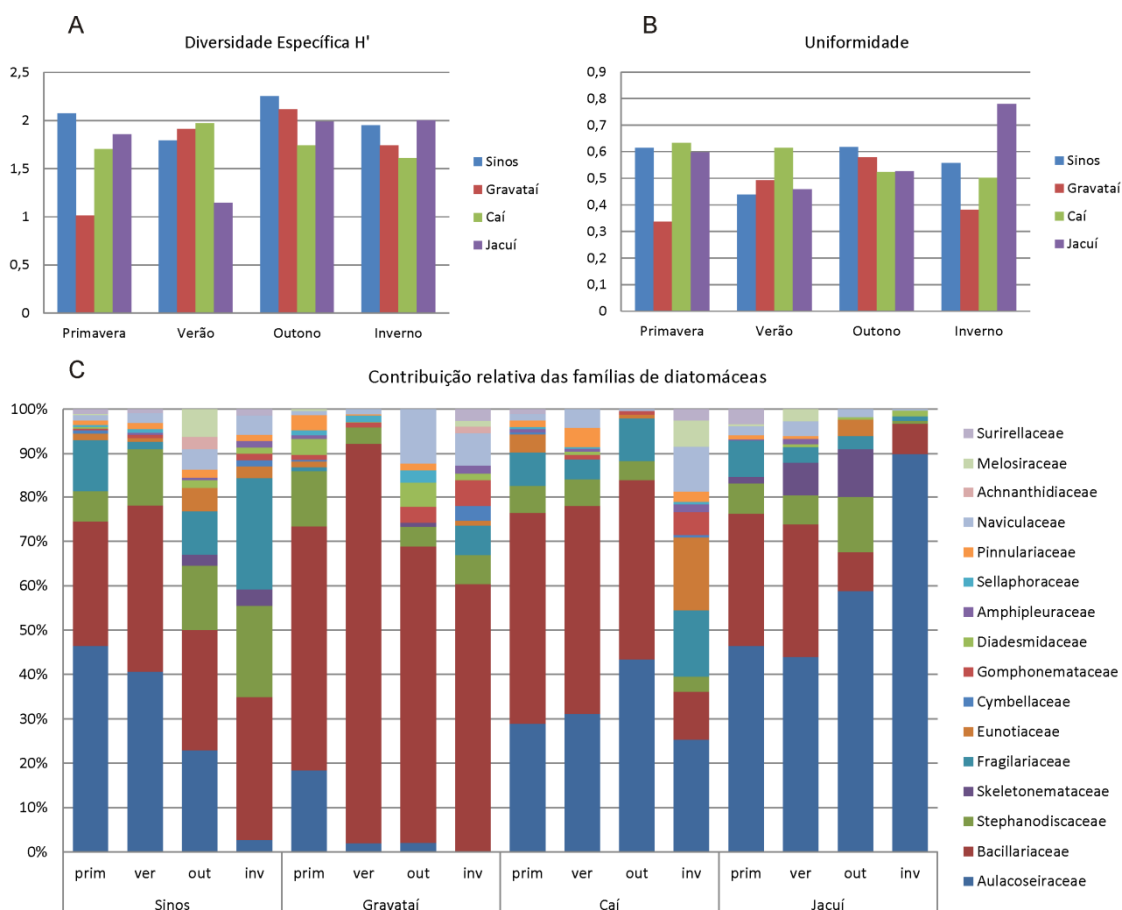 A
Diversidade Específica H'
2,5
2
1,5
1
0,5
0
Primavera Verão Outono Inverno
Sinos
Gravataí
Caí
Jacuí
B
Uniformidade
0,9
0,8
0,7
0,6
0,5
0,4
0,3
0,2
0,1
0
Primavera Verão Outono Inverno
Sinos
Gravataí
Caí
Jacuí
C
Contribuição relativa das famílias de diatomáceas
100%
90%
80%
70%
60%
50%
40%
30%
20%
10%
0%
prim ver out inv prim ver out inv prim ver out inv prim ver out inv
Sinos Gravataí Caí Jacuí
Surirellaceae
Melosiraceae
Achnanthidiaceae
Naviculaceae
Pinnulariaceae
Sellaphoraceae
Amphipleuraceae
Diadesmidaceae
Gomphonemataceae
Cymbellaceae
Eunotiaceae
Fragilariaceae
Skeletonemataceae
Stephanodiscaceae
Bacillariaceae
Aulacoseiraceae